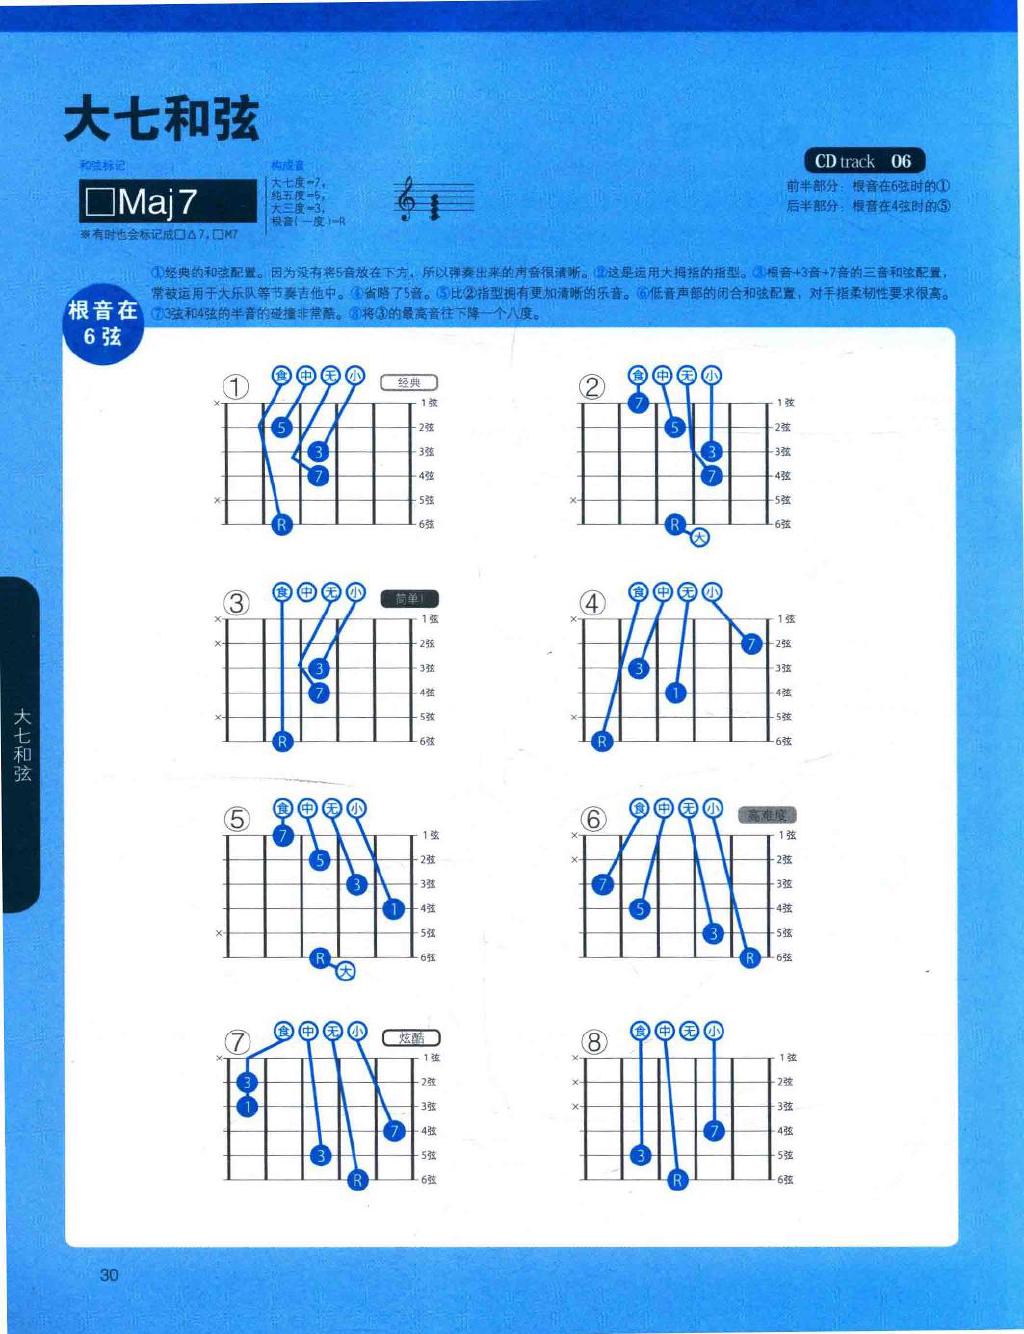 大七和弦
和弦标记
□Maj7
※有时也会标记成□△7,□M7
构成音
大七度=7,
纯五度=5,
大三度=3,
根音(一度)=R
CD track 06
前半部分：根音在6弦时的①
后半部分：根音在4弦时的⑤
①经典的和弦配置。因为没有将5音放在下方，所以弹奏出来的声音很清晰。②这是运用大拇指的指型。③根音+3音+7音的三音和弦配置，
常被运用于大乐队等节奏吉他中。④省略了5音。⑤比②指型拥有更加清晰的乐音。⑥低音声部的闭合和弦配置，对手指柔韧性要求很高。
⑦3弦和4弦的半音的碰撞非常酷。⑧将③的最高音往下降一个八度。
根音在
6弦
① 食 中 无 小 经典
× 1弦
5 2弦
3 3弦
7 4弦
× 5弦
R 6弦
② 食 中 无 小
7 1弦
5 2弦
3 3弦
7 4弦
× 5弦
R 6弦
大
③ 食 中 无 小 简单!
× 1弦
× 2弦
3 3弦
7 4弦
× 5弦
R 6弦
④ 食 中 无 小
× 1弦
7 2弦
3 3弦
1 4弦
× 5弦
R 6弦
⑤ 食 中 无 小
7 1弦
5 2弦
3 3弦
1 4弦
× 5弦
R 6弦
大
⑥ 食 中 无 小 高难度
× 1弦
× 2弦
7 3弦
5 4弦
3 5弦
R 6弦
⑦ 食 中 无 小 炫酷
× 1弦
3 2弦
1 3弦
7 4弦
3 5弦
R 6弦
⑧ 食 中 无 小
× 1弦
× 2弦
× 3弦
7 4弦
3 5弦
R 6弦
大七和弦
30